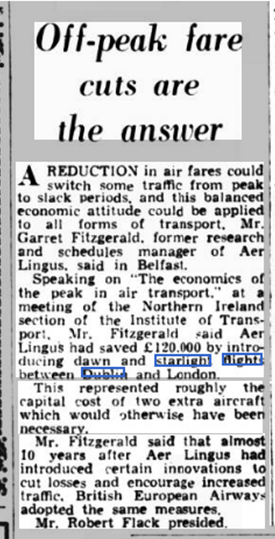 Off-peak fare
cuts are
the answer
A REDUCTION in air fares could
switch some traffic from peak
to slack periods, and this balanced
economic attitude could be applied
to all forms of transport, Mr.
Garret Fitzgerald, former research
and schedules manager of Aer
Lingus, said in Belfast.
Speaking on "The economics of
the peak in air transport," at a
meeting of the Northern Ireland
section of the Institute of Trans-
port, Mr. Fitzgerald said Aer
Lingus had saved £120,000 by intro-
ducing dawn and starlight flights
between Dublin and London.
This represented roughly the
capital cost of two extra aircraft
which would otherwise have been
necessary.
Mr. Fitzgerald said that almost
10 years after Aer Lingus had
introduced certain innovations to
cut losses and encourage increased
traffic, British European Airways
adopted the same measures.
Mr. Robert Flack presided.